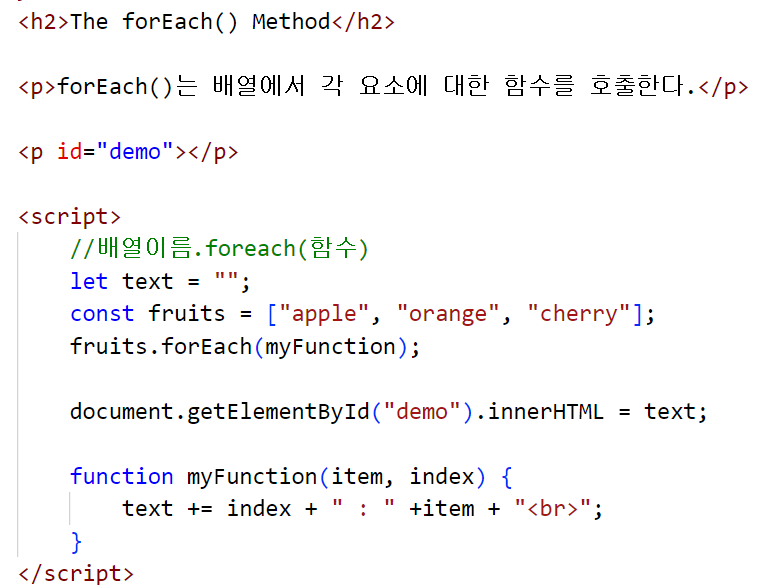 <h2>The forEach() Method</h2>
<p>forEach()는 배열에서 각 요소에 대한 함수를 호출한다.</p>
<p id="demo"></p>
<script>
//배열이름.foreach(함수)
let text = "";
const fruits = ["apple", "orange", "cherry"];
fruits.forEach(myFunction);
document.getElementById("demo").innerHTML = text;
function myFunction(item, index) {
text += index + " : " +item + "<br>";
}
</script>